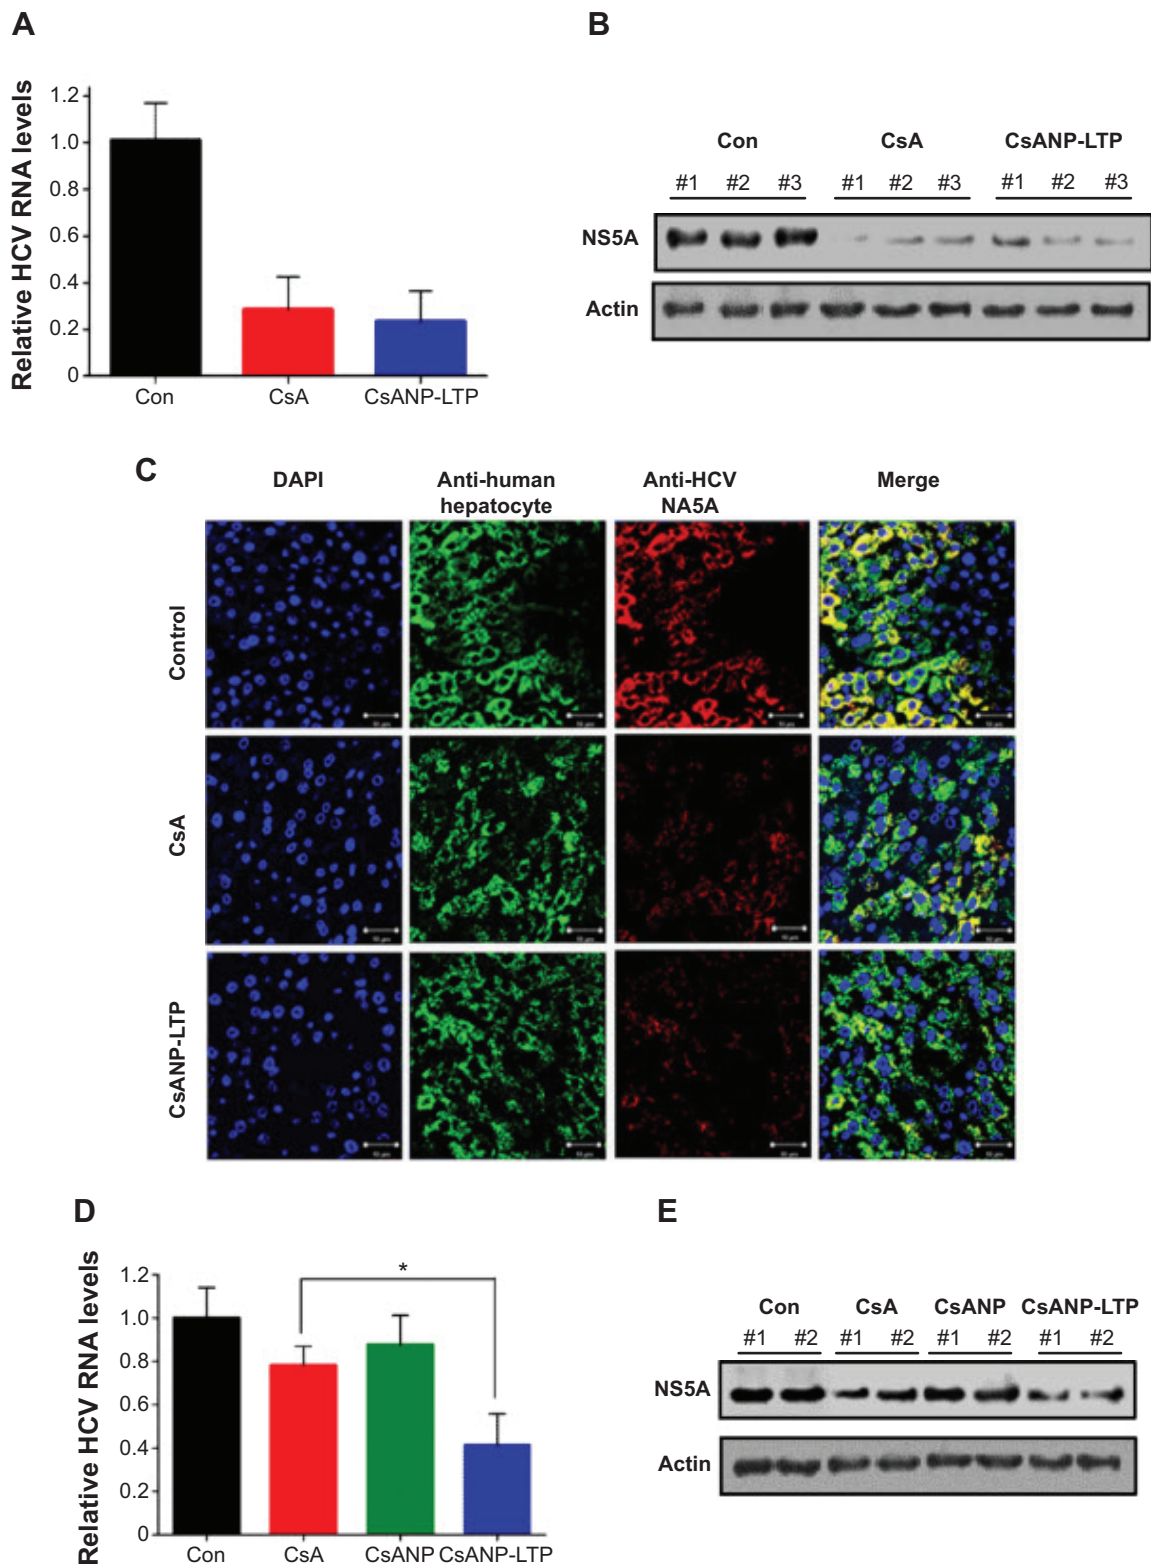 A
Relative HCV RNA levels
1.2
1.0
0.8
0.6
0.4
0.2
0
Con CsA CsANP-LTP
B
Con CsA CsANP-LTP
#1 #2 #3 #1 #2 #3 #1 #2 #3
NS5A
Actin
C
DAPI Anti-human hepatocyte Anti-HCV NA5A Merge
Control
CsA
CsANP-LTP
D
Relative HCV RNA levels
1.2
1.0
0.8
0.6
0.4
0.2
0
*
Con CsA CsANP CsANP-LTP
E
Con CsA CsANP CsANP-LTP
#1 #2 #1 #2 #1 #2 #1 #2
NS5A
Actin